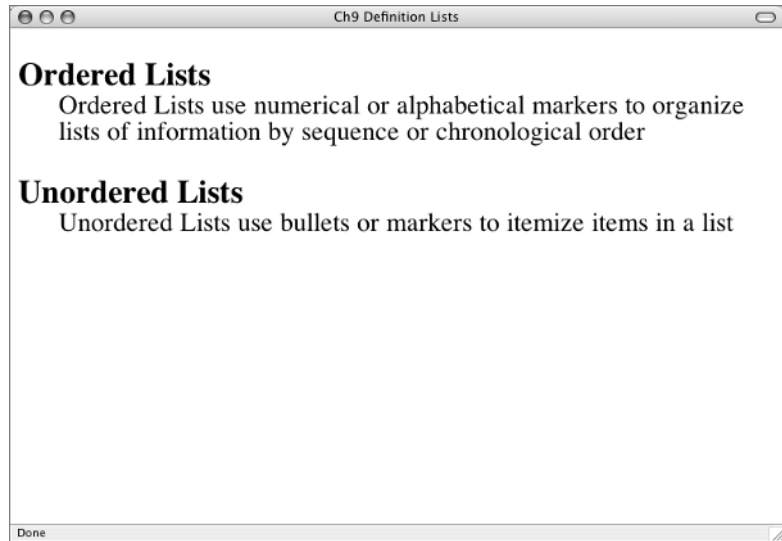 Ch9 Definition Lists
Ordered Lists
Ordered Lists use numerical or alphabetical markers to organize
lists of information by sequence or chronological order
Unordered Lists
Unordered Lists use bullets or markers to itemize items in a list
Done